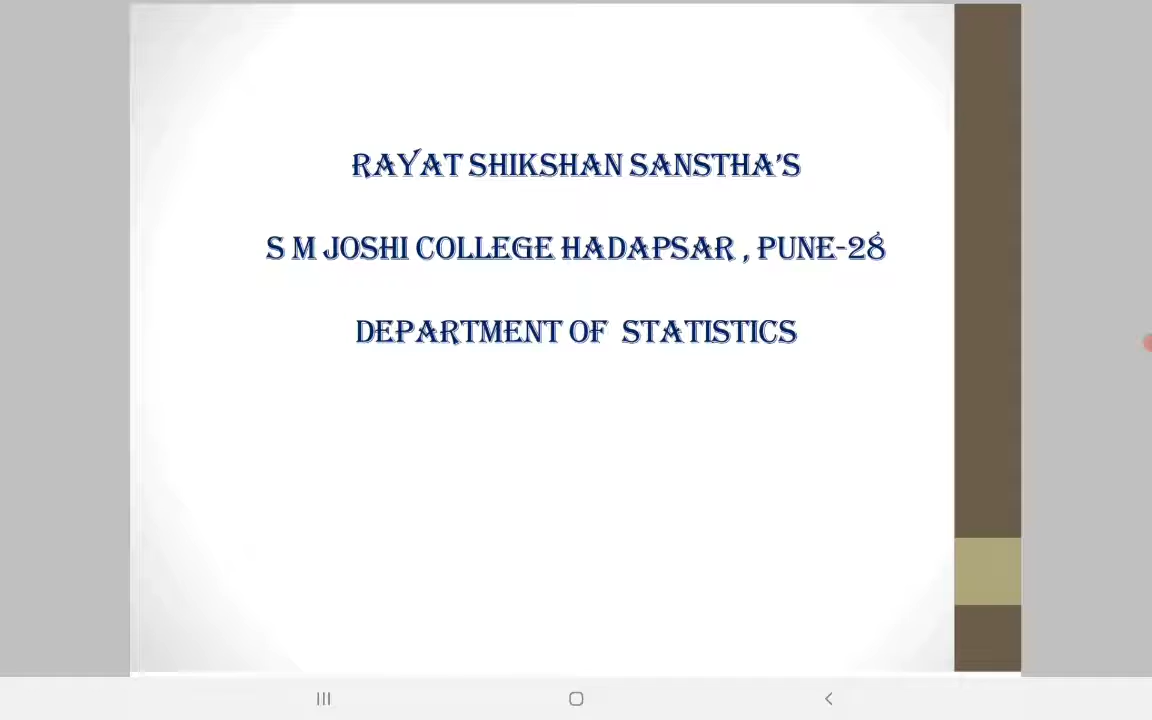 RAYAT SHIKSHAN SANSTHA'S
S M JOSHI COLLEGE HADAPSAR , PUNE-28
DEPARTMENT OF STATISTICS